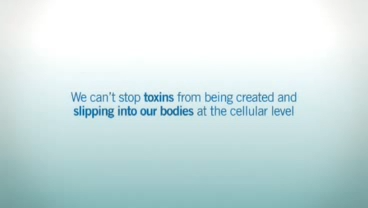 We can't stop toxins from being created and
slipping into our bodies at the cellular level